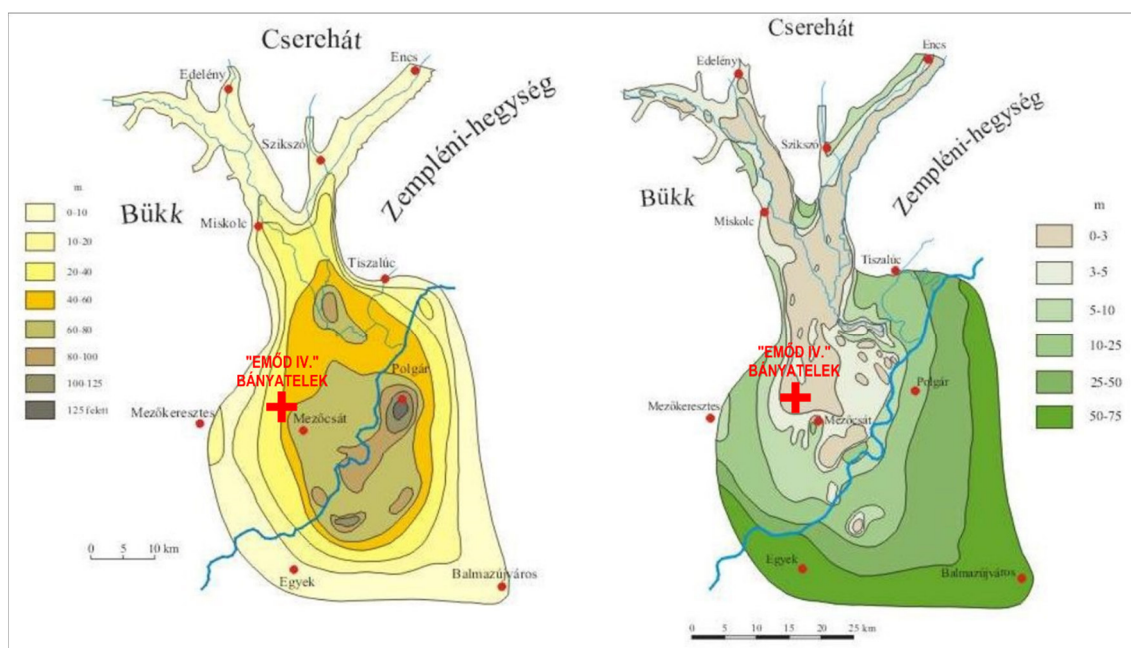 Cserehát
Edelény
Encs
Szikszó
Zempléni-hegység
Bükk
Miskolc
Tiszalúc
m
0-10
10-20
20-40
40-60
60-80
80-100
100-125
125 felett
"EMŐD IV."
BÁNYATELEK
Polgár
Mezőkeresztes
Mezőcsát
0 5 10 km
Egyek
Balmazújváros
Cserehát
Edelény
Encs
Szikszó
Zempléni-hegység
Bükk
Miskolc
Tiszalúc
m
0-3
3-5
5-10
10-25
25-50
50-75
"EMŐD IV."
BÁNYATELEK
Polgár
Mezőkeresztes
Mezőcsát
Egyek
Balmazújváros
0 5 10 15 20 25 km